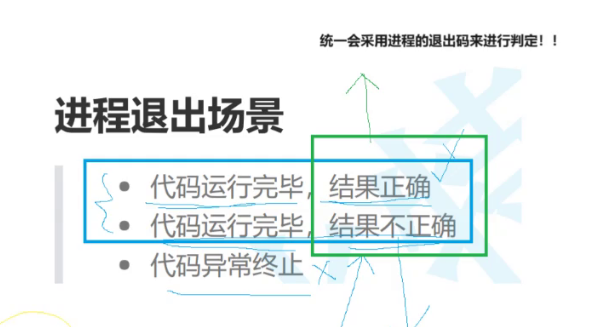 统一会采用进程的退出码来进行判定！！
进程退出场景
• 代码运行完毕，结果正确
• 代码运行完毕，结果不正确
• 代码异常终止